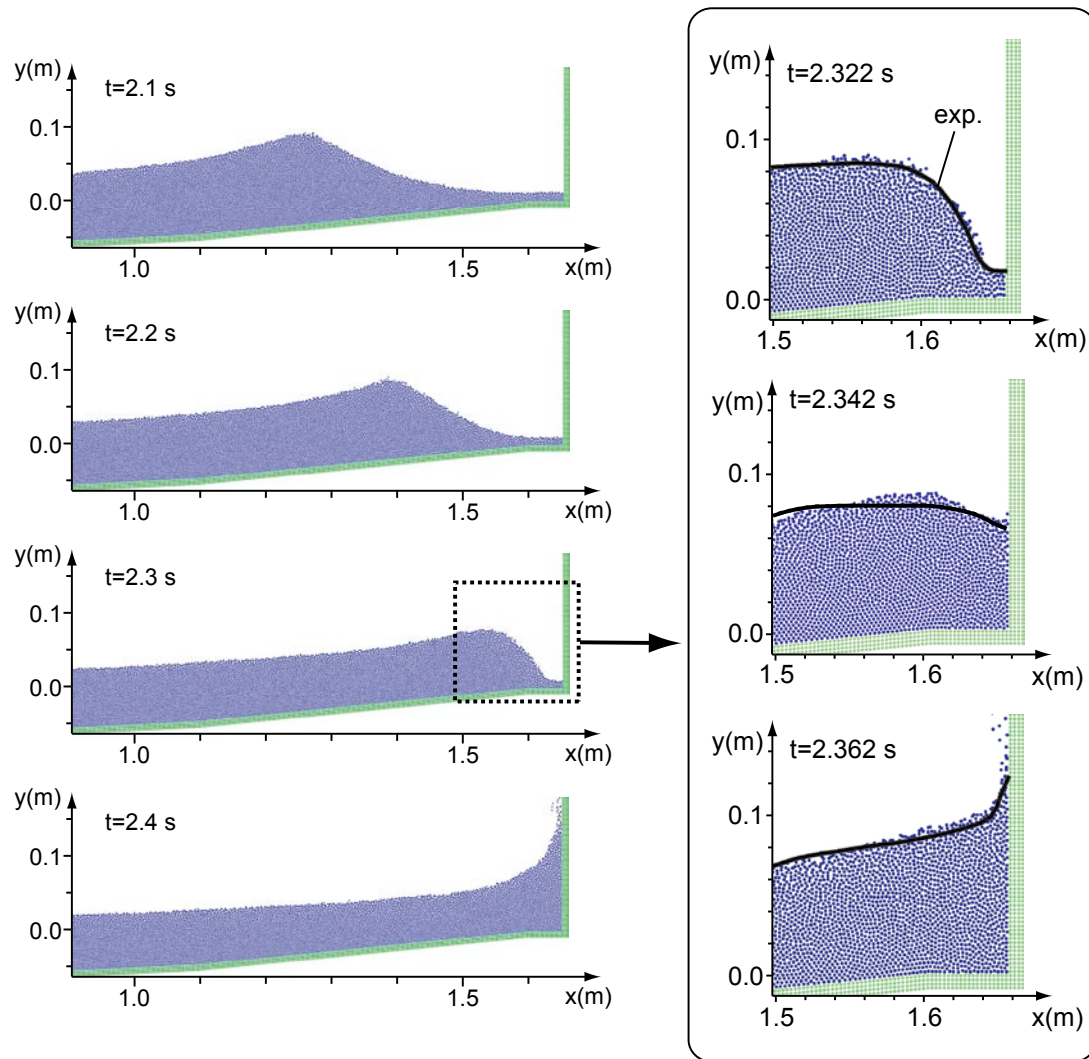 y(m)
t=2.1 s
0.1
0.0
1.0
1.5
x(m)
y(m)
t=2.2 s
0.1
0.0
1.0
1.5
x(m)
y(m)
t=2.3 s
0.1
0.0
1.0
1.5
x(m)
y(m)
t=2.4 s
0.1
0.0
1.0
1.5
x(m)
y(m)
t=2.322 s
exp.
0.1
0.0
1.5
1.6
x(m)
y(m)
t=2.342 s
0.1
0.0
1.5
1.6
x(m)
y(m)
t=2.362 s
0.1
0.0
1.5
1.6
x(m)